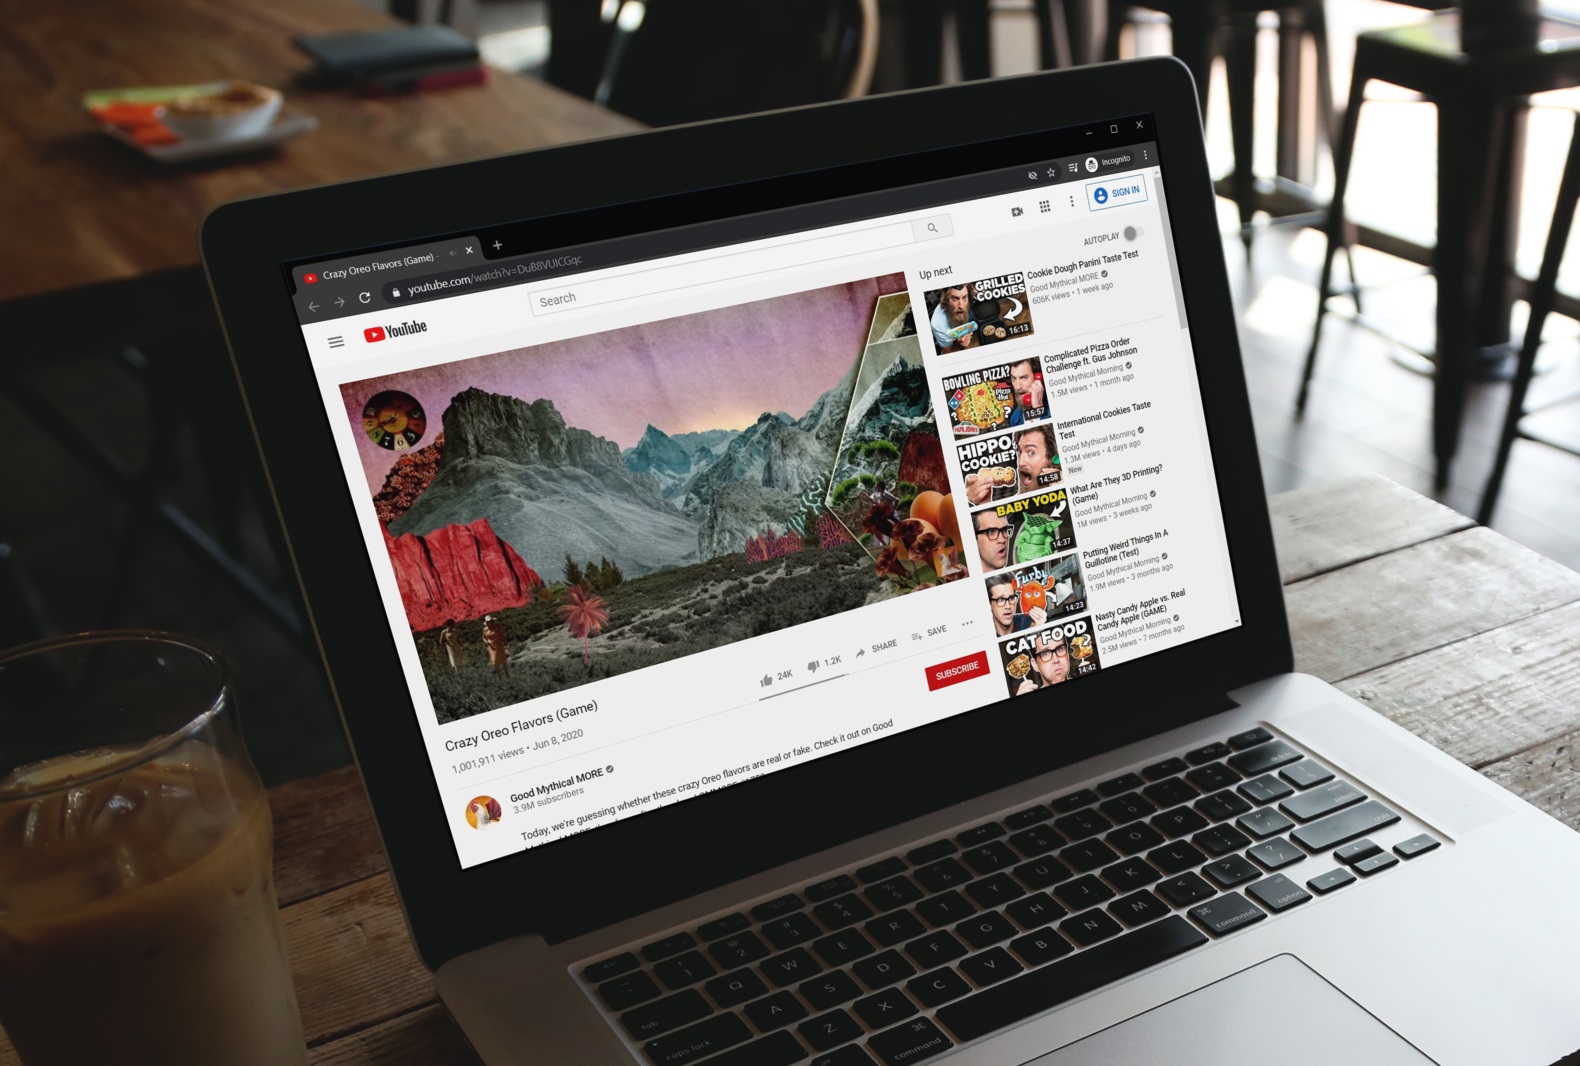 Crazy Oreo Flavors (Game) -
Incognito
youtube.com/watch?v=DuB8VUICGqc
YouTube
Search
SIGN IN
AUTOPLAY
Up next
GRILLED
COOKIES
16:13
Cookie Dough Panini Taste Test
Good Mythical MORE
606K views • 1 week ago
BOWLING PIZZA?
15:57
Complicated Pizza Order
Challenge ft. Gus Johnson
Good Mythical Morning
1.5M views • 1 month ago
HIPPO
COOKIE?
14:58
International Cookies Taste
Test
Good Mythical Morning
1.3M views • 4 days ago
New
BABY YODA
14:37
What Are They 3D Printing?
(Game)
Good Mythical Morning
1M views • 3 weeks ago
Furby
14:23
Putting Weird Things In A
Guillotine (Test)
Good Mythical Morning
1.9M views • 3 months ago
CAT FOOD
14:42
Nasty Candy Apple vs. Real
Candy Apple (GAME)
Good Mythical Morning
2.5M views • 7 months ago
24K
1.2K
SHARE
SAVE
SUBSCRIBE
Crazy Oreo Flavors (Game)
1,001,911 views • Jun 8, 2020
Good Mythical MORE
3.9M subscribers
Today, we're guessing whether these crazy Oreo flavors are real or fake. Check it out on Good
Q W E R T Y U I O P
A S D F G H J K L
caps lock
tab
Z X C V B N M
command
command
option